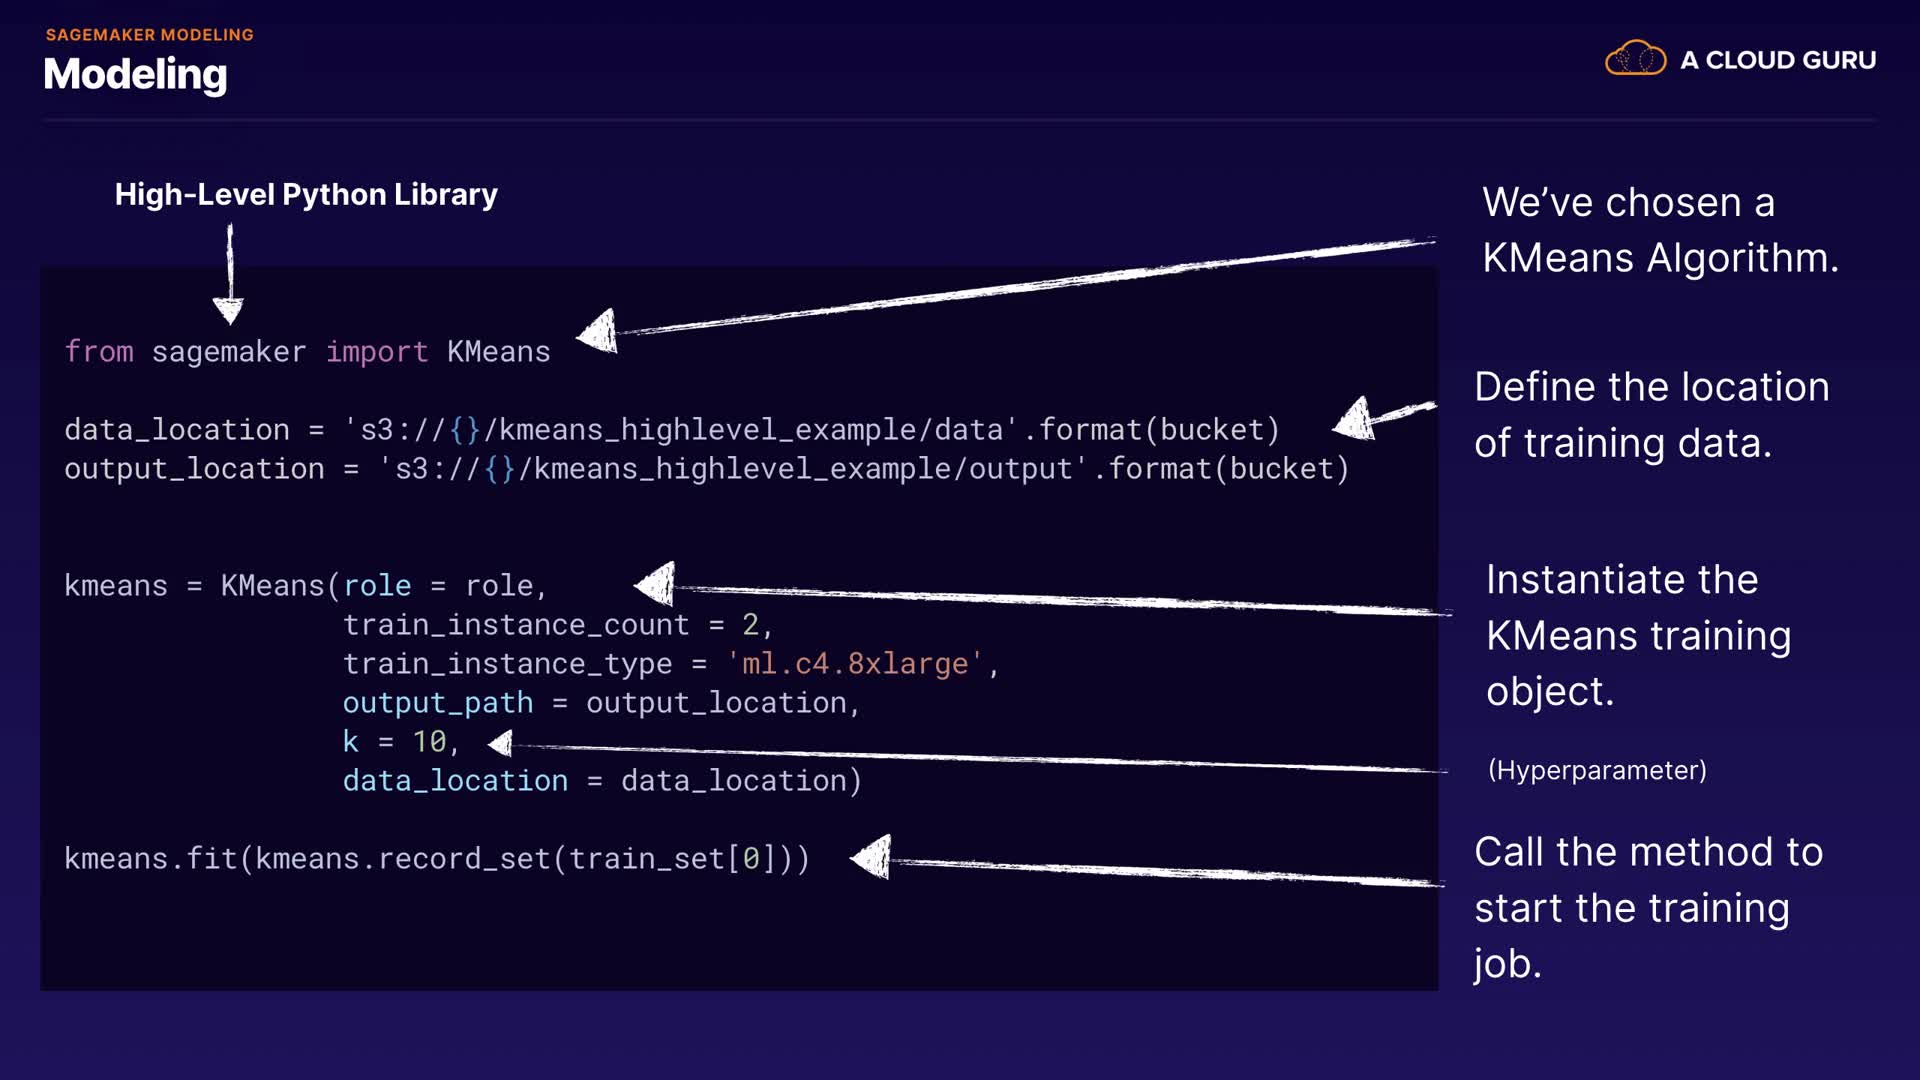 SAGEMAKER MODELING
Modeling
A CLOUD GURU
High-Level Python Library
We’ve chosen a
KMeans Algorithm.
from sagemaker import KMeans
Define the location
of training data.
data_location = 's3://{}/kmeans_highlevel_example/data'.format(bucket)
output_location = 's3://{}/kmeans_highlevel_example/output'.format(bucket)
Instantiate the
KMeans training
object.
kmeans = KMeans(role = role,
train_instance_count = 2,
train_instance_type = 'ml.c4.8xlarge',
output_path = output_location,
k = 10,
data_location = data_location)
(Hyperparameter)
kmeans.fit(kmeans.record_set(train_set[0]))
Call the method to
start the training
job.